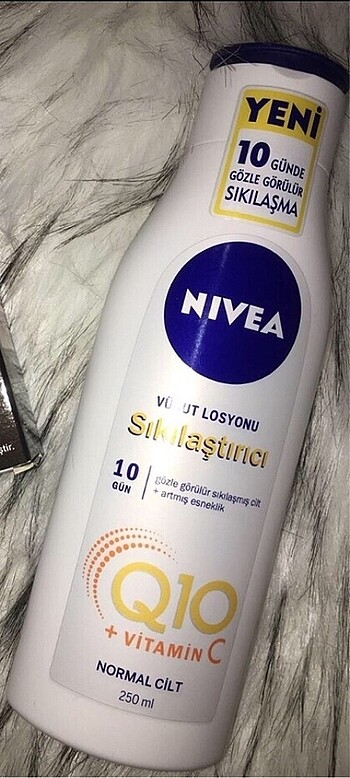 YENİ
10 GÜNDE
GÖZLE GÖRÜLÜR
SIKILAŞMA
NIVEA
VÜCUT LOSYONU
Sıkılaştırıcı
10 GÜN
gözle görülür sıkılaşmış cilt
+ artmış esneklik
Q10
+ VİTAMİN C
NORMAL CİLT
250 ml